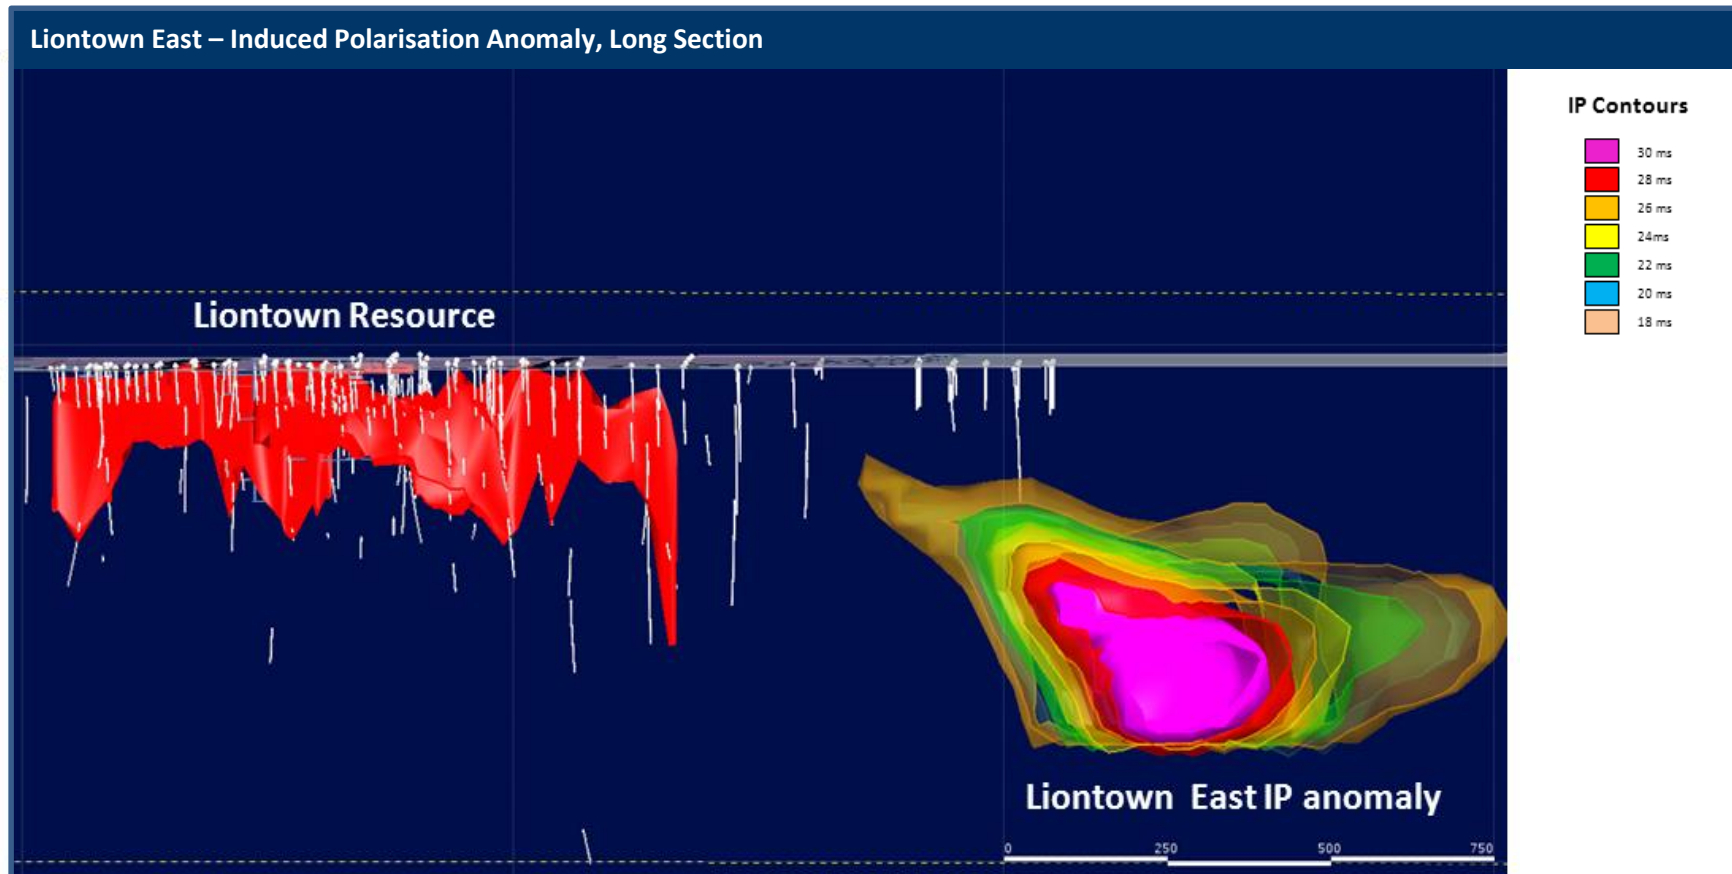 Liontown East – Induced Polarisation Anomaly, Long Section
IP Contours
30 ms
28 ms
26 ms
24ms
22 ms
20 ms
18 ms
Liontown Resource
Liontown East IP anomaly
0 250 500 750